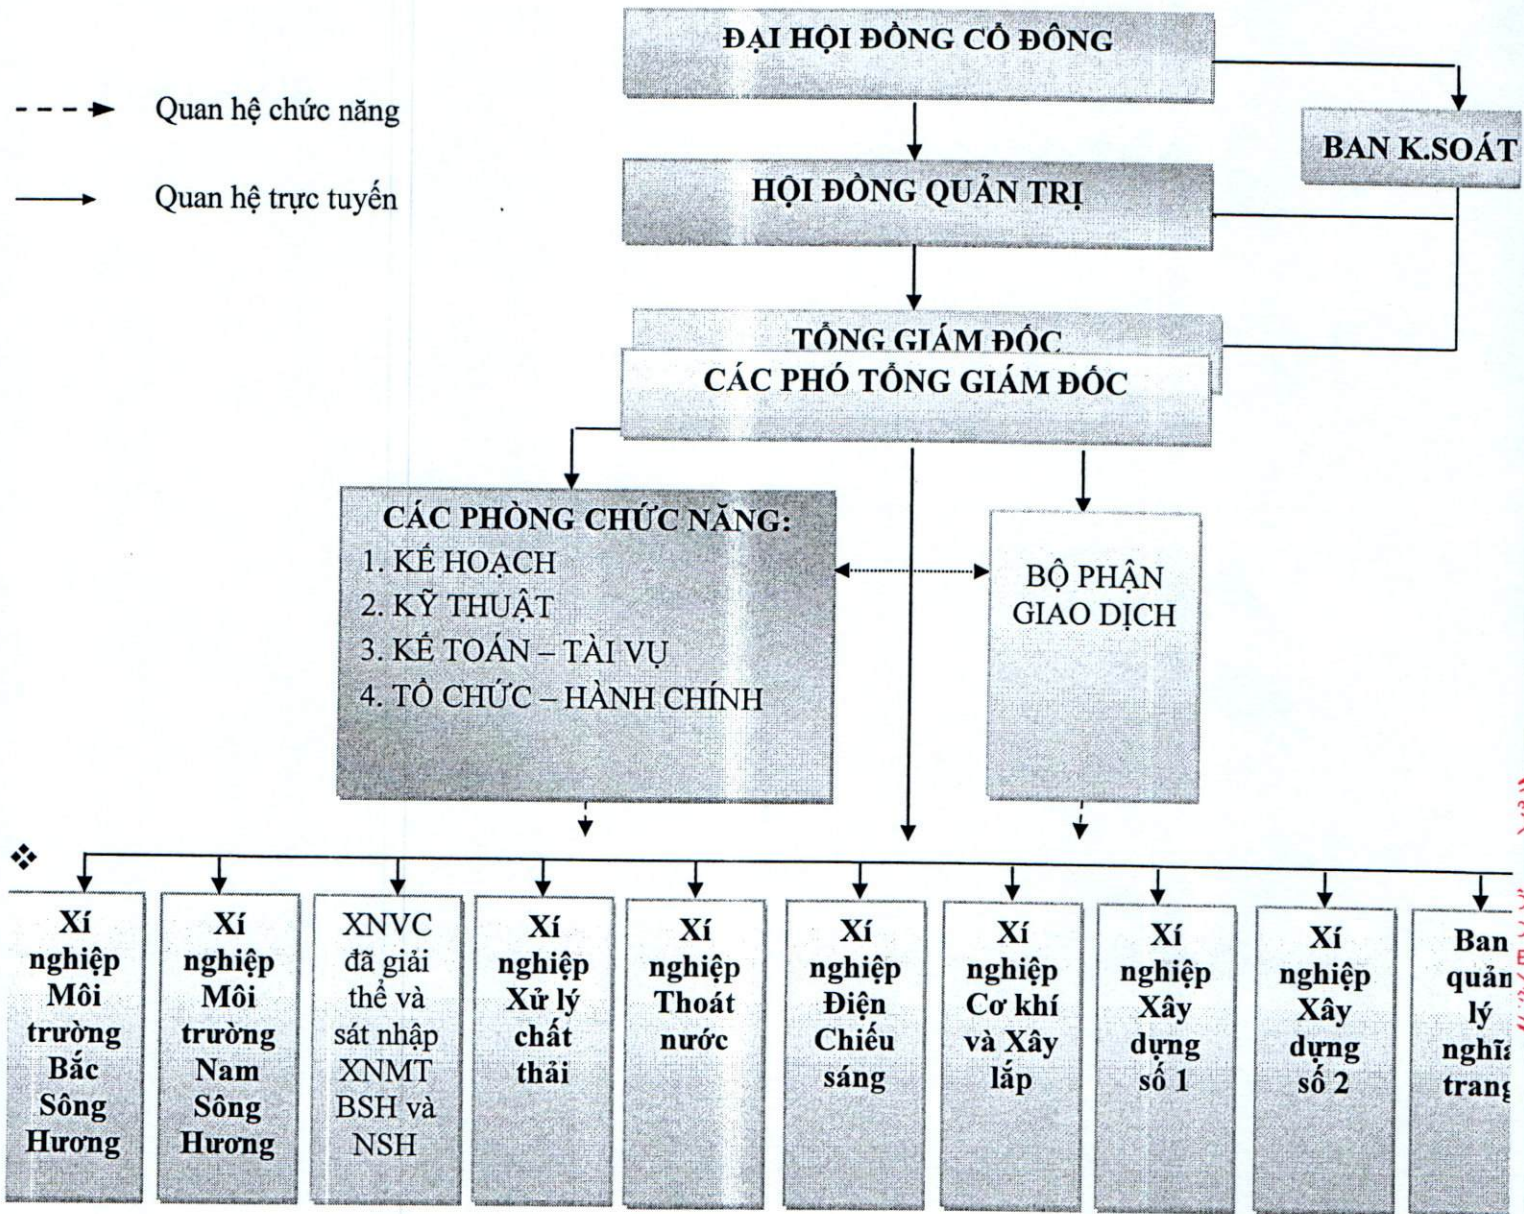 ĐẠI HỘI ĐỒNG CỔ ĐÔNG
Quan hệ chức năng
BAN K.SOÁT
Quan hệ trực tuyến
HỘI ĐỒNG QUẢN TRỊ
TỔNG GIÁM ĐỐC
CÁC PHÓ TỔNG GIÁM ĐỐC
CÁC PHÒNG CHỨC NĂNG:
1. KẾ HOẠCH
2. KỸ THUẬT
3. KẾ TOÁN – TÀI VỤ
4. TỔ CHỨC – HÀNH CHÍNH
BỘ PHẬN
GIAO DỊCH
Xí
nghiệp
Môi
trường
Bắc
Sông
Hương
Xí
nghiệp
Môi
trường
Nam
Sông
Hương
XNVC
đã giải
thể và
sát nhập
XNMT
BSH và
NSH
Xí
nghiệp
Xử lý
chất
thải
Xí
nghiệp
Thoát
nước
Xí
nghiệp
Điện
Chiếu
sáng
Xí
nghiệp
Cơ khí
và Xây
lắp
Xí
nghiệp
Xây
dựng
số 1
Xí
nghiệp
Xây
dựng
số 2
Ban
quản
lý
nghĩa
trang